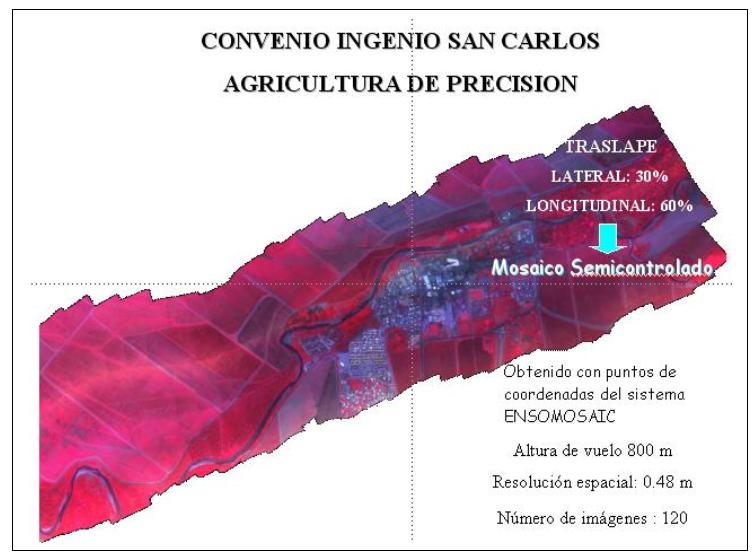 CONVENIO INGENIO SAN CARLOS
AGRICULTURA DE PRECISION
TRASLAPE
LATERAL: 30%
LONGITUDINAL: 60%
Mosaico Semicontrolado
Obtenido con puntos de
coordenadas del sistema
ENSOMOSAIC
Altura de vuelo 800 m
Resolución espacial: 0.48 m
Número de imágenes : 120